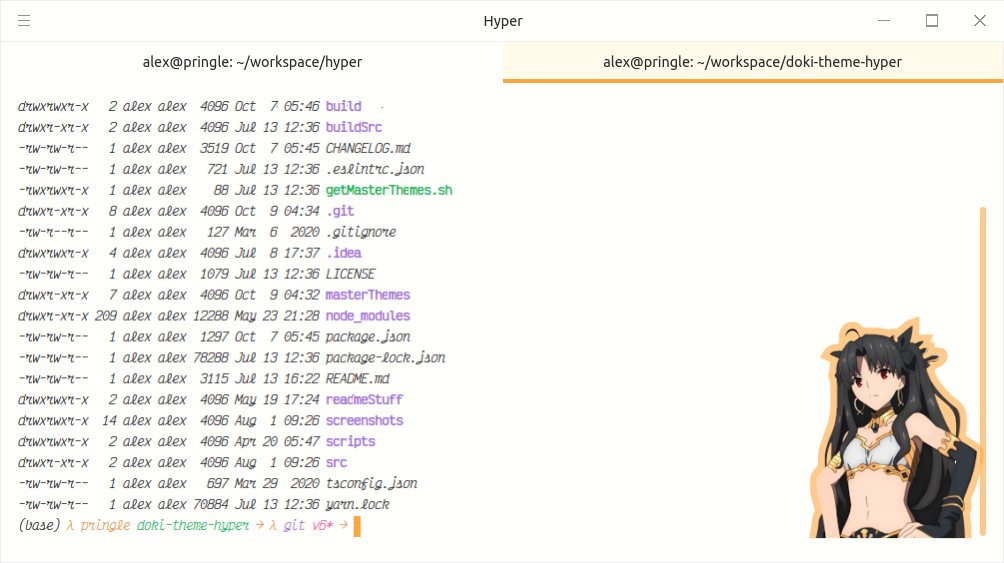 Hyper
alex@pringle: ~/workspace/hyper
alex@pringle: ~/workspace/doki-theme-hyper
drwxrwxr-x 2 alex alex 4096 Oct 7 05:46 build
drwxr-xr-x 2 alex alex 4096 Jul 13 12:36 buildSrc
-rw-rw-r-- 1 alex alex 3519 Oct 7 05:45 CHANGELOG.md
-rw-rw-r-- 1 alex alex 721 Jul 13 12:36 .eslintrc.json
-rwxrwxr-x 1 alex alex 88 Jul 13 12:36 getMasterThemes.sh
drwxrwxr-x 8 alex alex 4096 Oct 9 04:34 .git
-rw-r--r-- 1 alex alex 127 Mar 6 2020 .gitignore
drwxrwxr-x 4 alex alex 4096 Jul 8 17:37 .idea
-rw-rw-r-- 1 alex alex 1079 Jul 13 12:36 LICENSE
drwxr-xr-x 7 alex alex 4096 Oct 9 04:32 masterThemes
drwxr-xr-x 209 alex alex 12288 May 23 21:28 node_modules
-rw-rw-r-- 1 alex alex 1297 Oct 7 05:45 package.json
-rw-rw-r-- 1 alex alex 78288 Jul 13 12:36 package-lock.json
-rw-rw-r-- 1 alex alex 3115 Jul 13 16:22 README.md
drwxrwxr-x 2 alex alex 4096 May 19 17:24 readmeStuff
drwxrwxr-x 14 alex alex 4096 Aug 1 09:26 screenshots
drwxrwxr-x 2 alex alex 4096 Apr 20 05:47 scripts
drwxr-xr-x 2 alex alex 4096 Aug 1 09:26 src
-rw-rw-r-- 1 alex alex 697 Mar 29 2020 tsconfig.json
-rw-rw-r-- 1 alex alex 70884 Jul 13 12:36 yarn.lock
(base) λ pringle doki-theme-hyper → λ git v6* →